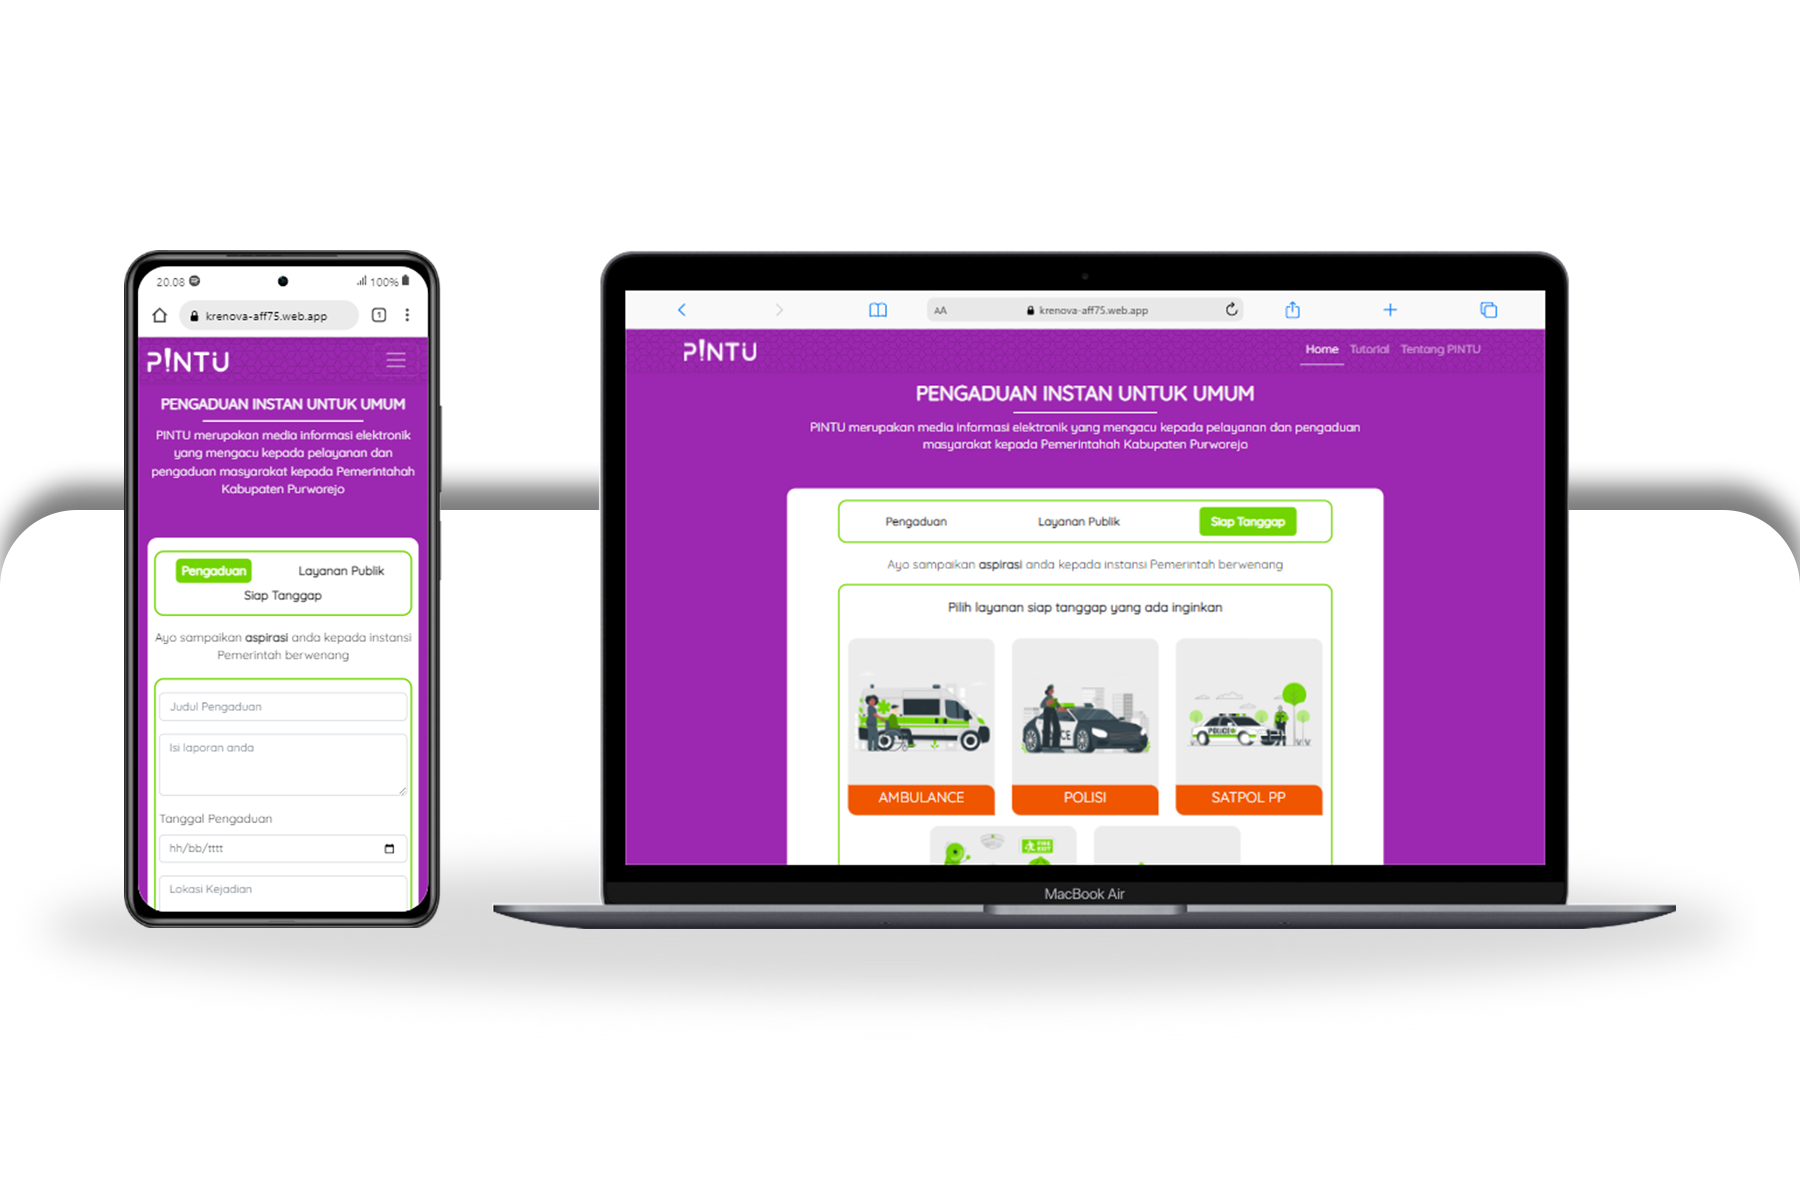 20.08
100%
krenova-aff75.web.app
1
P!NTU
PENGADUAN INSTAN UNTUK UMUM
PINTU merupakan media informasi elektronik
yang mengacu kepada pelayanan dan
pengaduan masyarakat kepada Pemerintahah
Kabupaten Purworejo
Pengaduan
Layanan Publik
Siap Tanggap
Ayo sampaikan aspirasi anda kepada instansi
Pemerintah berwenang
Judul Pengaduan
Isi laporan anda
Tanggal Pengaduan
hh/bb/tttt
Lokasi Kejadian
AA
krenova-aff75.web.app
P!NTU
Home
Tutorial
Tentang PINTU
PENGADUAN INSTAN UNTUK UMUM
PINTU merupakan media informasi elektronik yang mengacu kepada pelayanan dan pengaduan
masyarakat kepada Pemerintahah Kabupaten Purworejo
Pengaduan
Layanan Publik
Siap Tanggap
Ayo sampaikan aspirasi anda kepada instansi Pemerintah berwenang
Pilih layanan siap tanggap yang ada inginkan
CE
POLICE
AMBULANCE
POLISI
SATPOL PP
FIRE
EXIT
MacBook Air